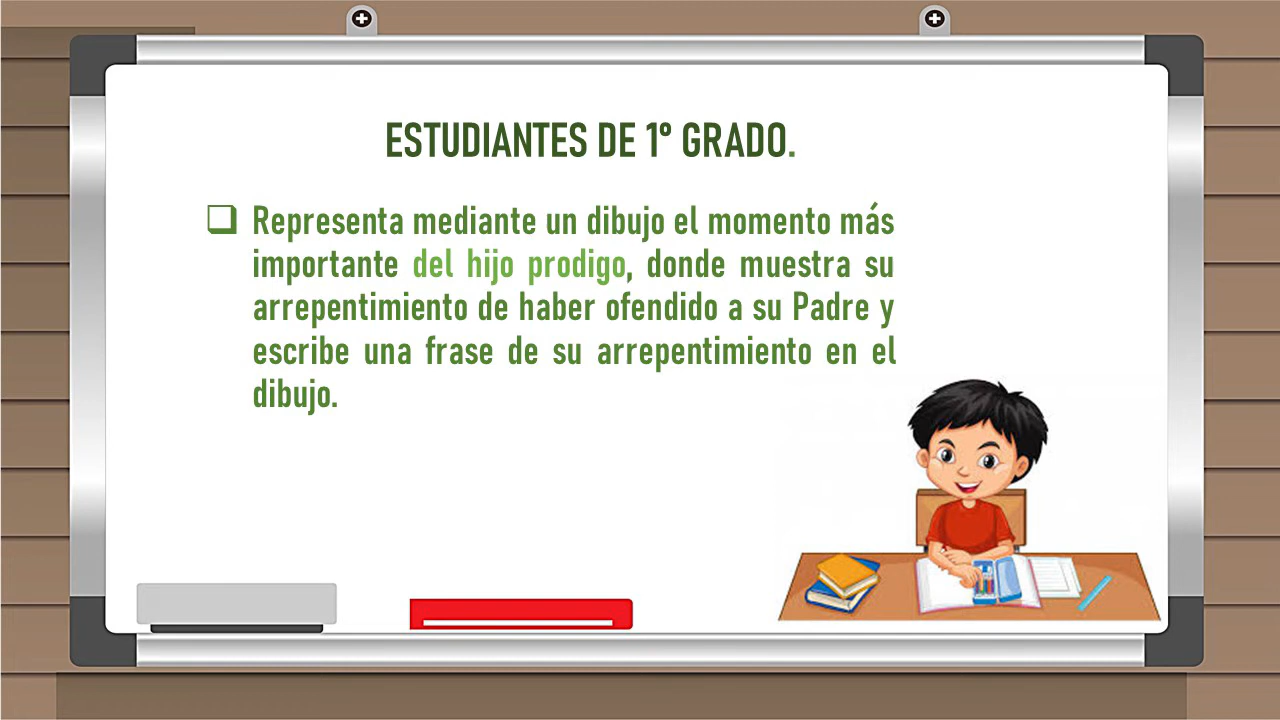 ESTUDIANTES DE 1° GRADO.
Representa mediante un dibujo el momento más
importante del hijo prodigo, donde muestra su
arrepentimiento de haber ofendido a su Padre y
escribe una frase de su arrepentimiento en el
dibujo.